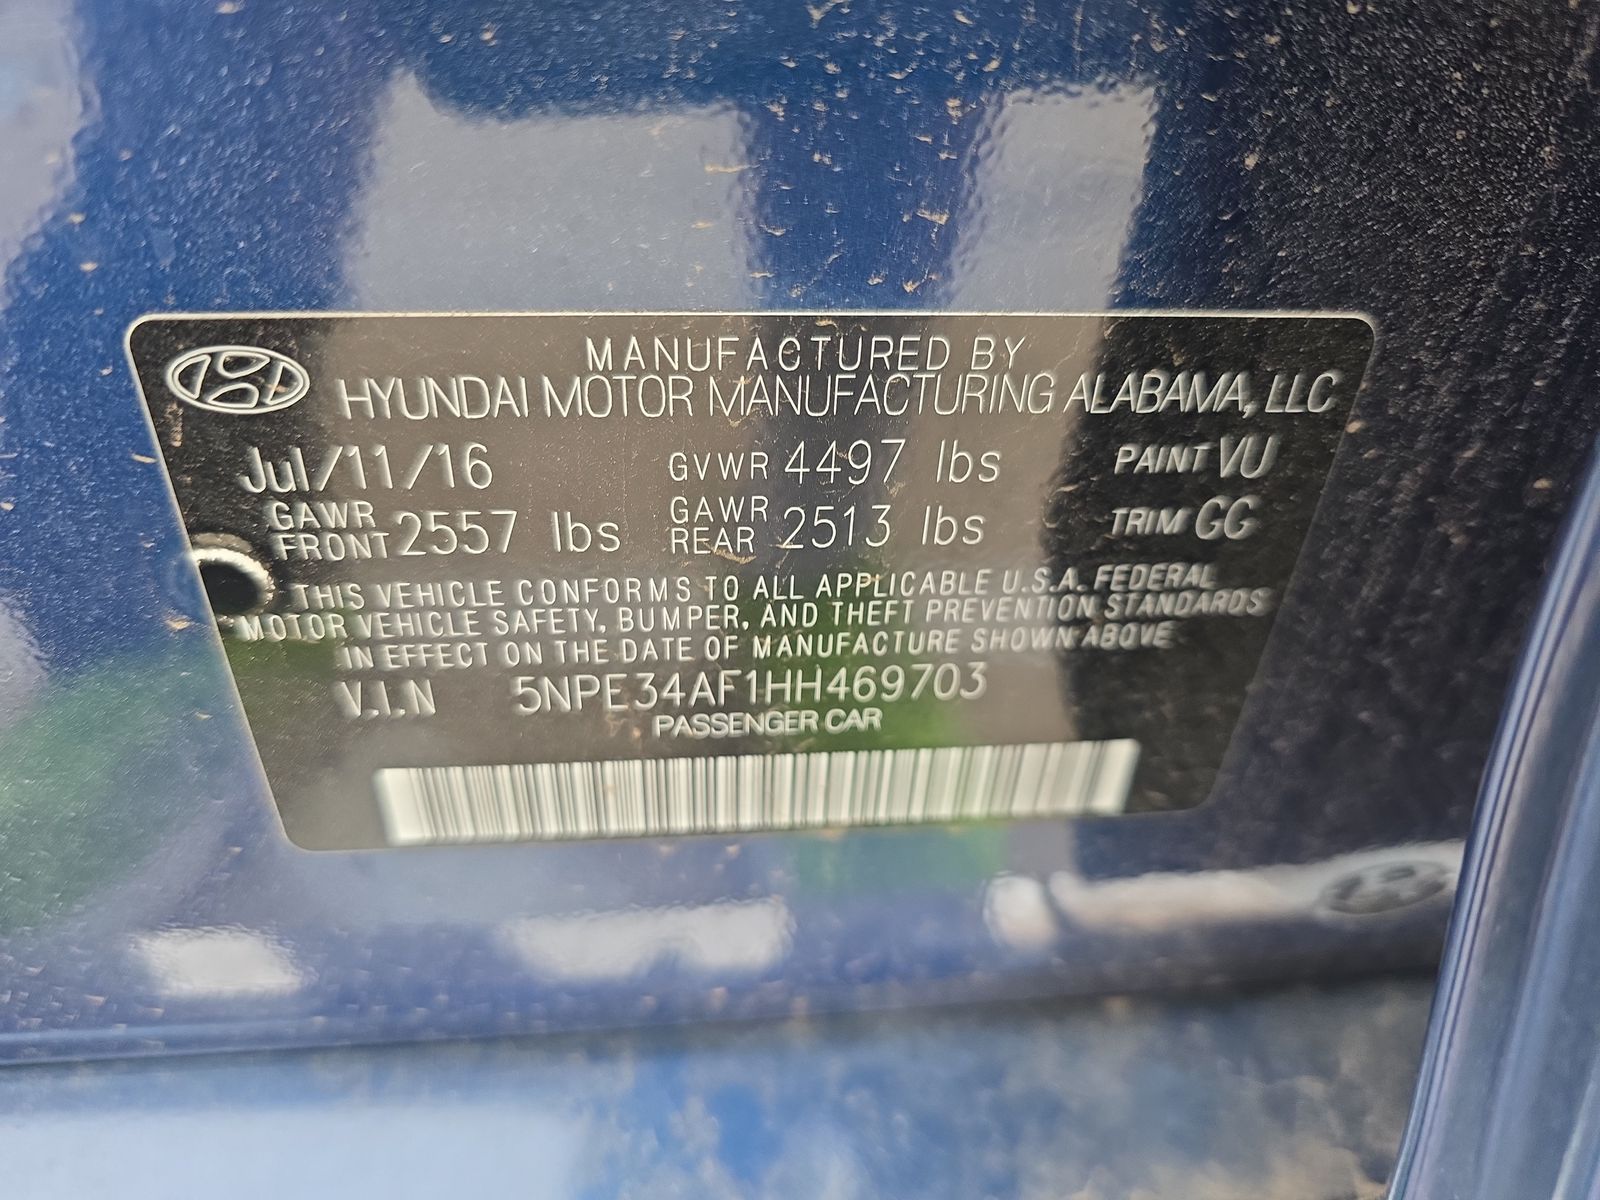 MANUFACTURED BY
HYUNDAI MOTOR MANUFACTURING ALABAMA, LLC
Jul/11/16 GVWR 4497 lbs PAINT VU
GAWR FRONT 2557 lbs GAWR REAR 2513 lbs TRIM GG
THIS VEHICLE CONFORMS TO ALL APPLICABLE U.S.A. FEDERAL
MOTOR VEHICLE SAFETY, BUMPER, AND THEFT PREVENTION STANDARDS
IN EFFECT ON THE DATE OF MANUFACTURE SHOWN ABOVE
V.I.N 5NPE34AF1HH469703
PASSENGER CAR